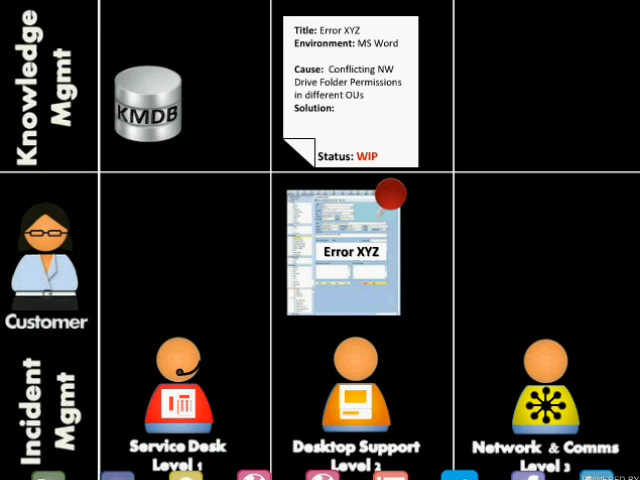 Knowledge
Mgmt
KMDB
Title: Error XYZ
Environment: MS Word
Cause: Conflicting NW
Drive Folder Permissions
in different OUs
Solution:
Status: WIP
Error XYZ
Customer
Incident
Mgmt
Service Desk
Level 1
Desktop Support
Level 2
Network & Comms
Level 3
POWERED BY